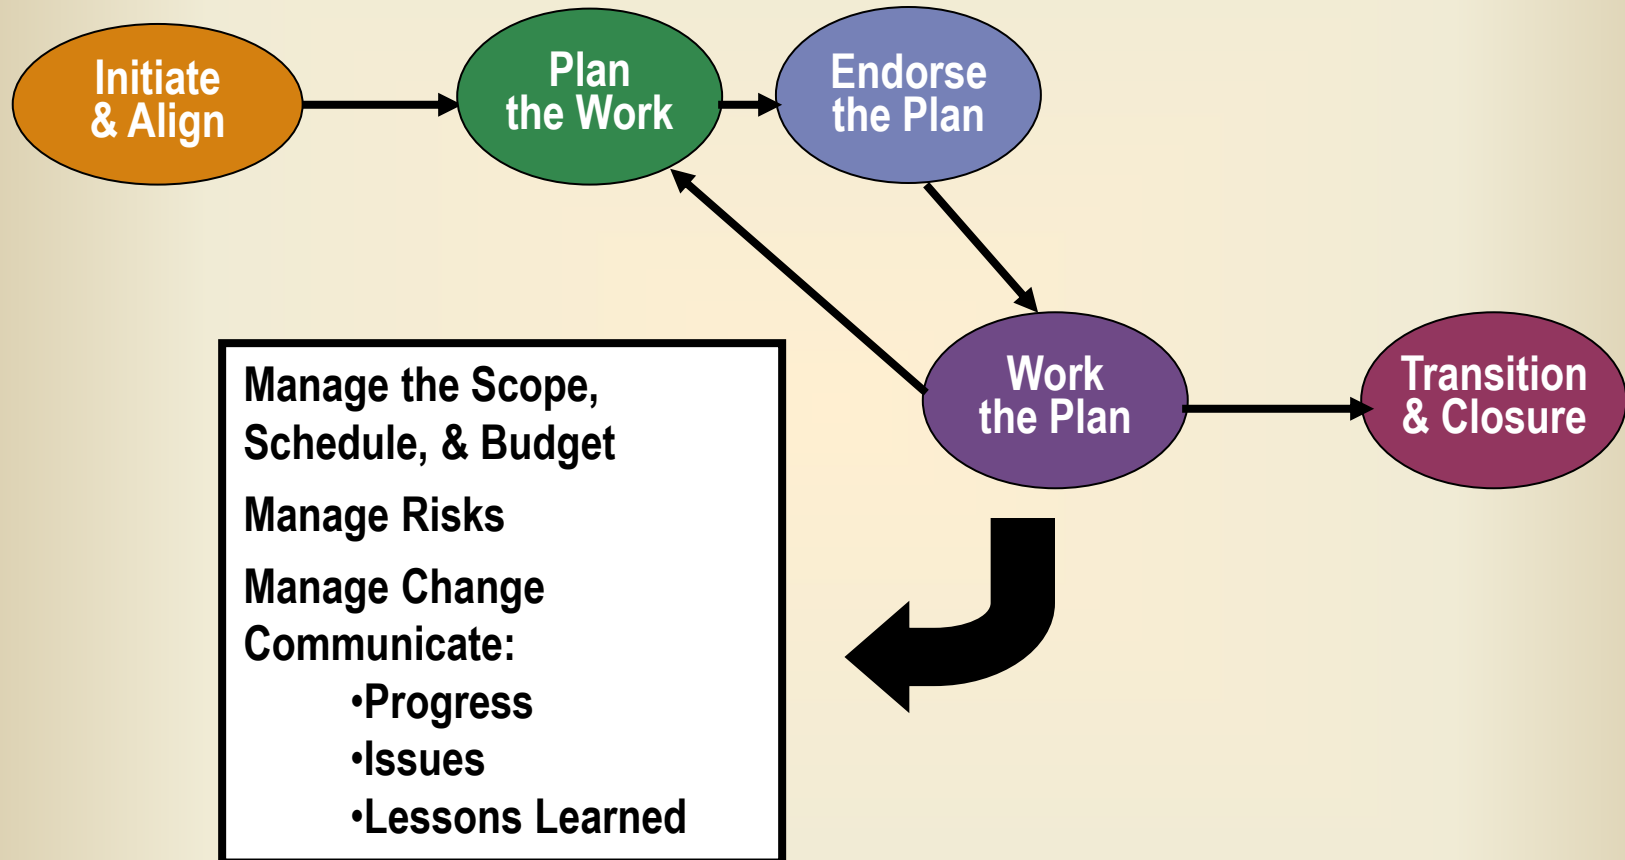 Initiate
& Align
Plan
the Work
Endorse
the Plan
Work
the Plan
Transition
& Closure
Manage the Scope,
Schedule, & Budget
Manage Risks
Manage Change
Communicate:
•Progress
•Issues
•Lessons Learned